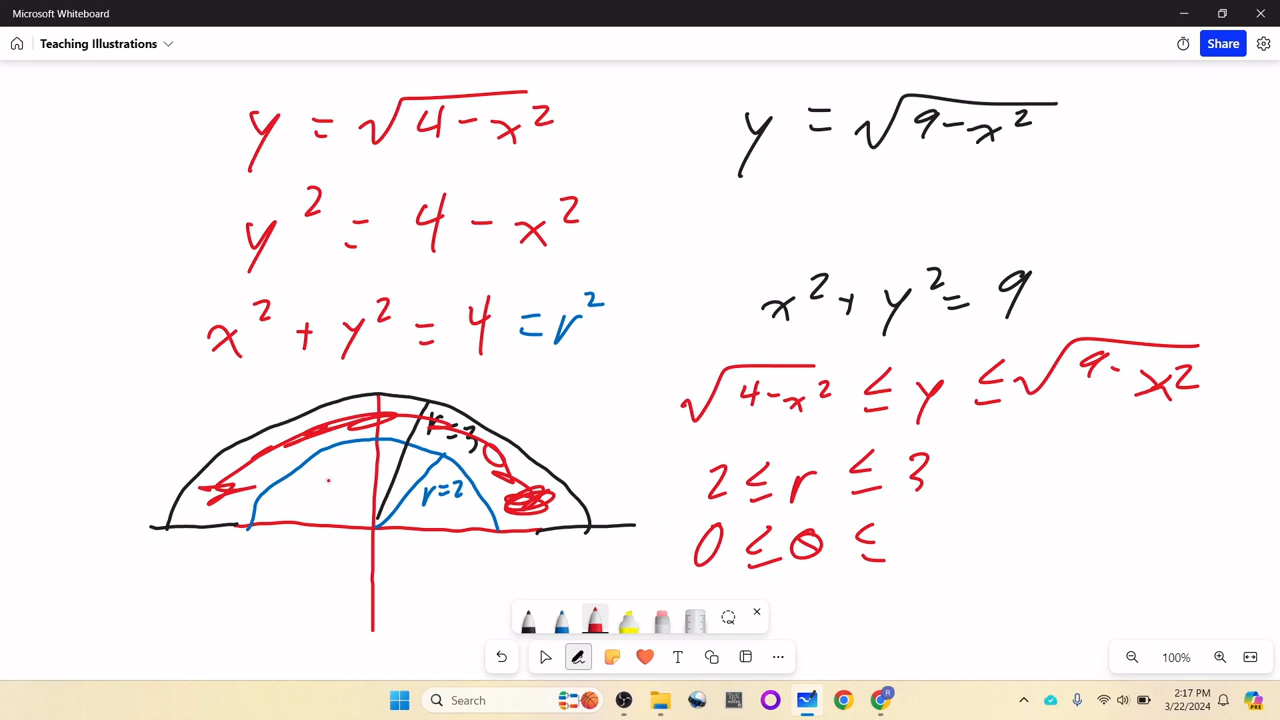 Microsoft Whiteboard
Teaching Illustrations
Share
y = √(4 - x²)
y² = 4 - x²
x² + y² = 4 = r²
y = √(9 - x²)
x² + y² = 9
√(4 - x²) ≤ y ≤ √(9 - x²)
2 ≤ r ≤ 3
0 ≤ θ ≤
r = 3
r = 2
100%
Search
2:17 PM
3/22/2024